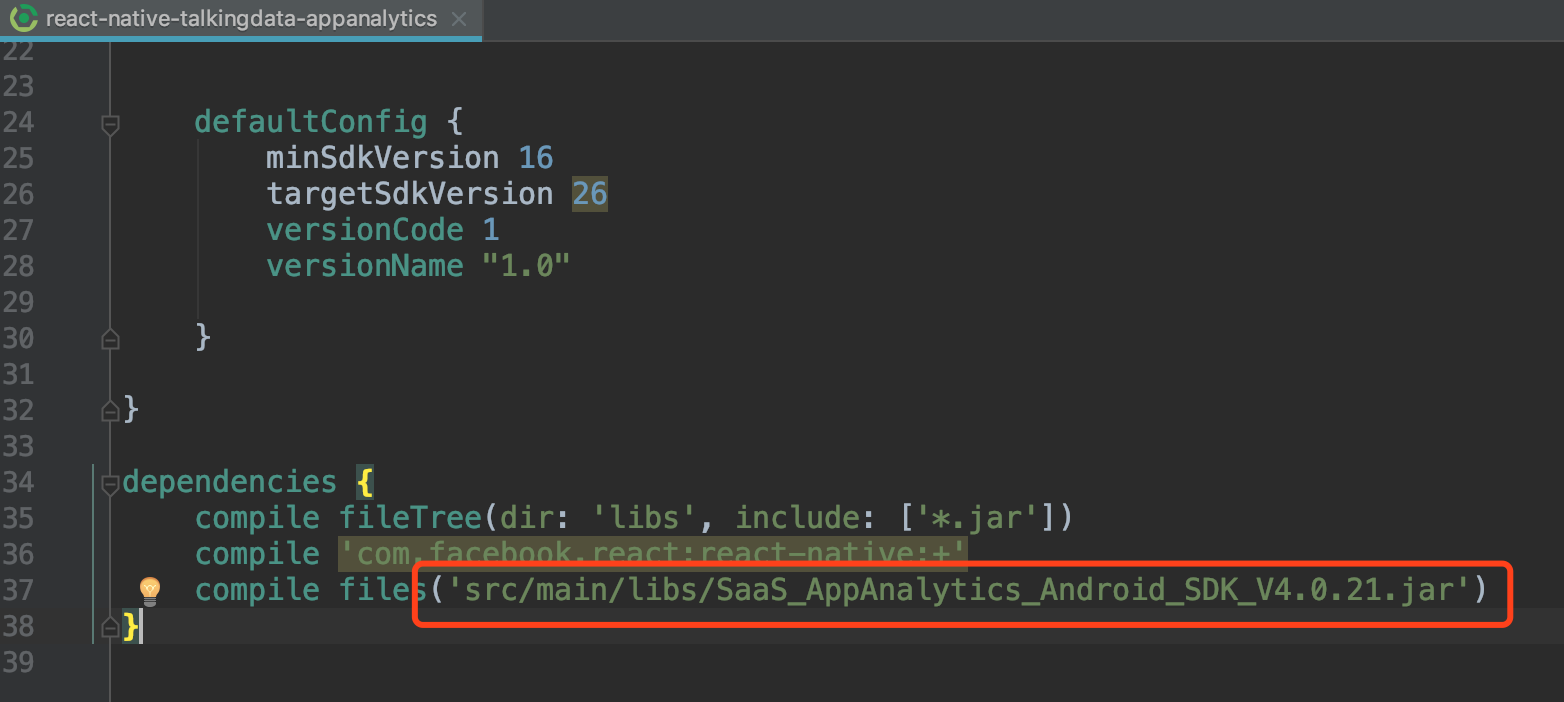 react-native-talkingdata-appanalytics
22
23
24 defaultConfig {
25 minSdkVersion 16
26 targetSdkVersion 26
27 versionCode 1
28 versionName "1.0"
29
30 }
31
32 }
33
34 dependencies {
35 compile fileTree(dir: 'libs', include: ['*.jar'])
36 compile 'com.facebook.react:react-native:+'
37 compile files('src/main/libs/SaaS_AppAnalytics_Android_SDK_V4.0.21.jar')
38 }
39